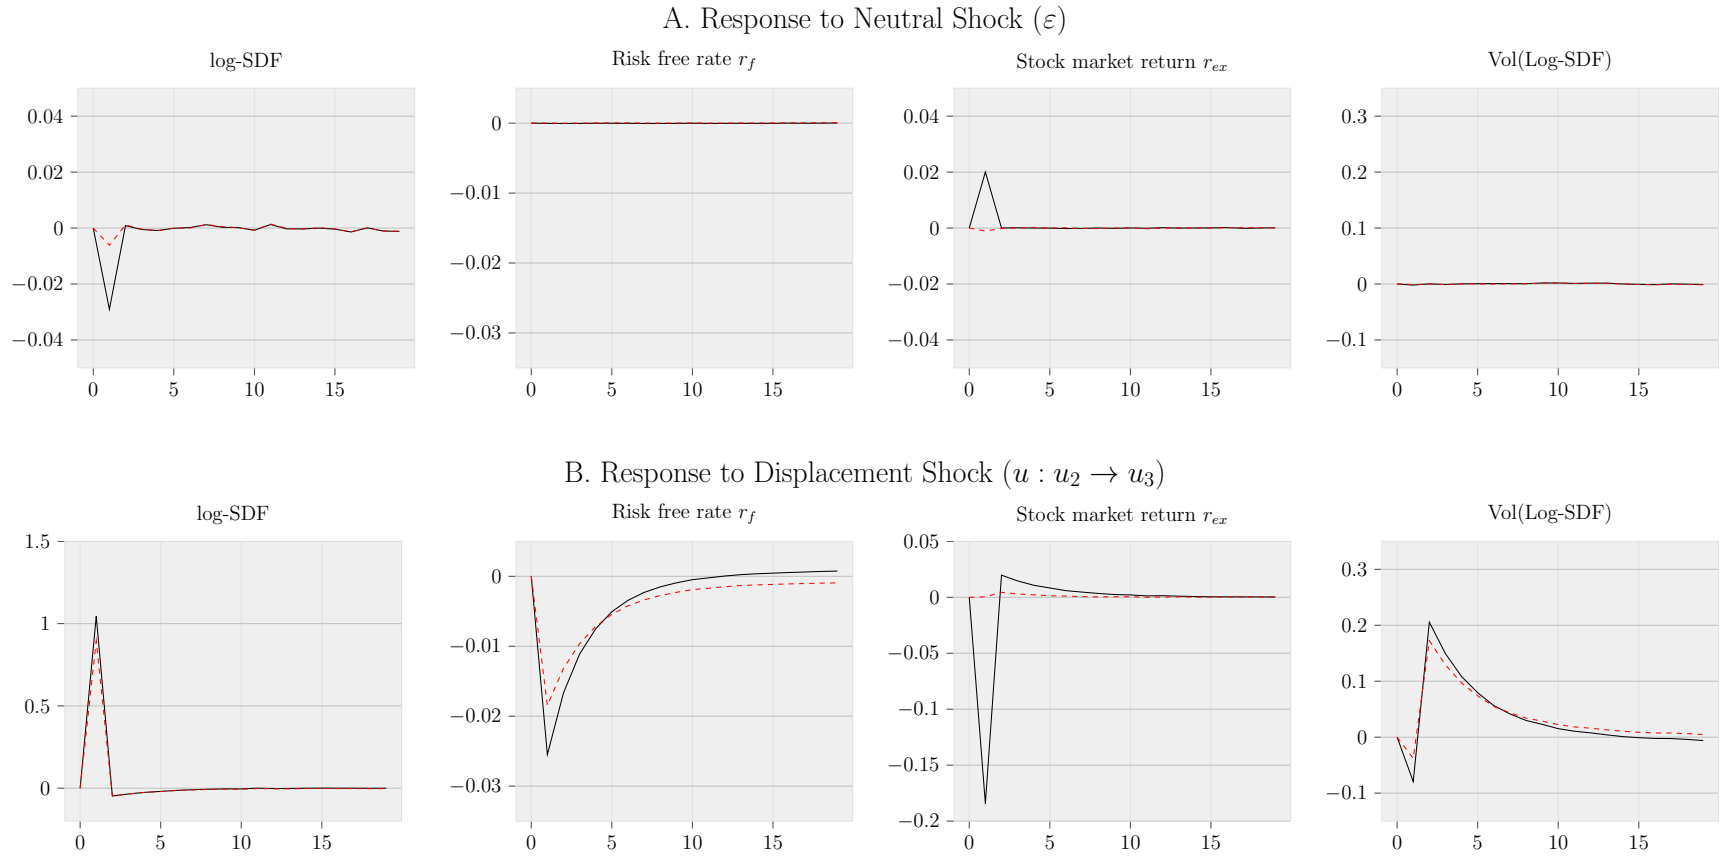 A. Response to Neutral Shock (ε)
log-SDF
Risk free rate r_f
Stock market return r_ex
Vol(Log-SDF)
0.04
0.02
0
−0.02
−0.04
0 5 10 15
0
−0.01
−0.02
−0.03
0 5 10 15
0.04
0.02
0
−0.02
−0.04
0 5 10 15
0.3
0.2
0.1
0
−0.1
0 5 10 15
B. Response to Displacement Shock (u : u₂ → u₃)
log-SDF
Risk free rate r_f
Stock market return r_ex
Vol(Log-SDF)
1.5
1
0.5
0
0 5 10 15
0
−0.01
−0.02
−0.03
0 5 10 15
0.05
0
−0.05
−0.1
−0.15
−0.2
0 5 10 15
0.3
0.2
0.1
0
−0.1
0 5 10 15